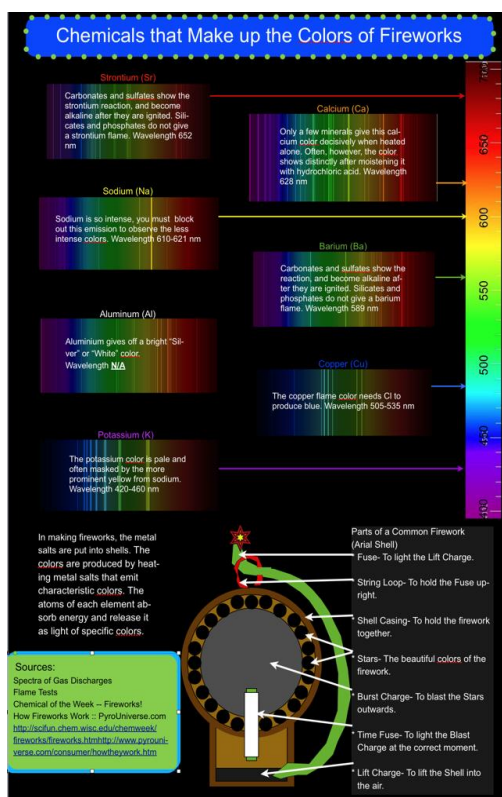 Chemicals that Make up the Colors of Fireworks
Strontium (Sr)
Carbonates and sulfates show the
strontium reaction, and become
alkaline after they are ignited. Sili-
cates and phosphates do not give
a strontium flame. Wavelength 652
nm
Calcium (Ca)
Only a few minerals give this cal-
cium color decisively when heated
alone. Often, however, the color
shows distinctly after moistening it
with hydrochloric acid. Wavelength
628 nm
Sodium (Na)
Sodium is so intense, you must block
out this emission to observe the less
intense colors. Wavelength 610-621 nm
Barium (Ba)
Carbonates and sulfates show the
reaction, and become alkaline af-
ter they are ignited. Silicates and
phosphates do not give a barium
flame. Wavelength 589 nm
Aluminum (Al)
Aluminium gives off a bright "Sil-
ver" or "White" color.
Wavelength N/A
Copper (Cu)
The copper flame color needs Cl to
produce blue. Wavelength 505-535 nm
Potassium (K)
The potassium color is pale and
often masked by the more
prominent yellow from sodium.
Wavelength 420-460 nm
650
600
550
500
In making fireworks, the metal
salts are put into shells. The
colors are produced by heat-
ing metal salts that emit
characteristic colors. The
atoms of each element ab-
sorb energy and release it
as light of specific colors.
Parts of a Common Firework
(Arial Shell)
Fuse- To light the Lift Charge.
String Loop- To hold the Fuse up-
right.
Shell Casing- To hold the firework
together.
Stars- The beautiful colors of the
firework.
Burst Charge- To blast the Stars
outwards.
Time Fuse- To light the Blast
Charge at the correct moment.
Lift Charge- To lift the Shell into
the air.
Sources:
Spectra of Gas Discharges
Flame Tests
Chemical of the Week -- Fireworks!
How Fireworks Work :: PyroUniverse.com
http://scifun.chem.wisc.edu/chemweek/
fireworks/fireworks.htmhttp://www.pyrouni-
verse.com/consumer/howtheywork.htm